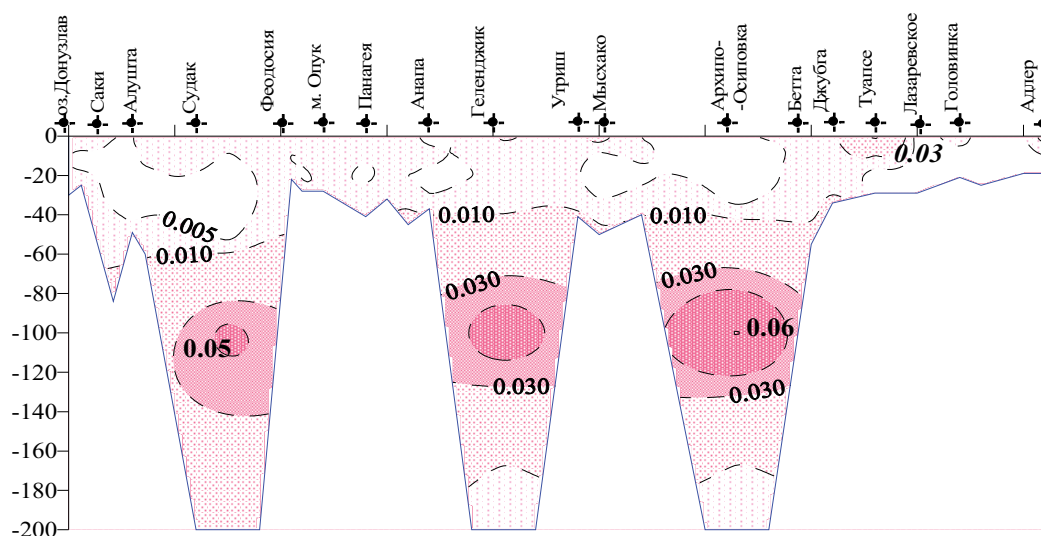 оз.Донузлав
Саки
Алушта
Судак
Феодосия
м. Опук
Панагея
Анапа
Геленджик
Утриш
Мысхако
Архипо-
-Осиповка
Бетта
Джубга
Туапсе
Лазаревское
Головинка
Адлер
0
-20
-40
-60
-80
-100
-120
-140
-160
-180
-200
0.03
0.005
0.010
0.010
0.010
0.030
0.030
0.05
0.06
0.030
0.030